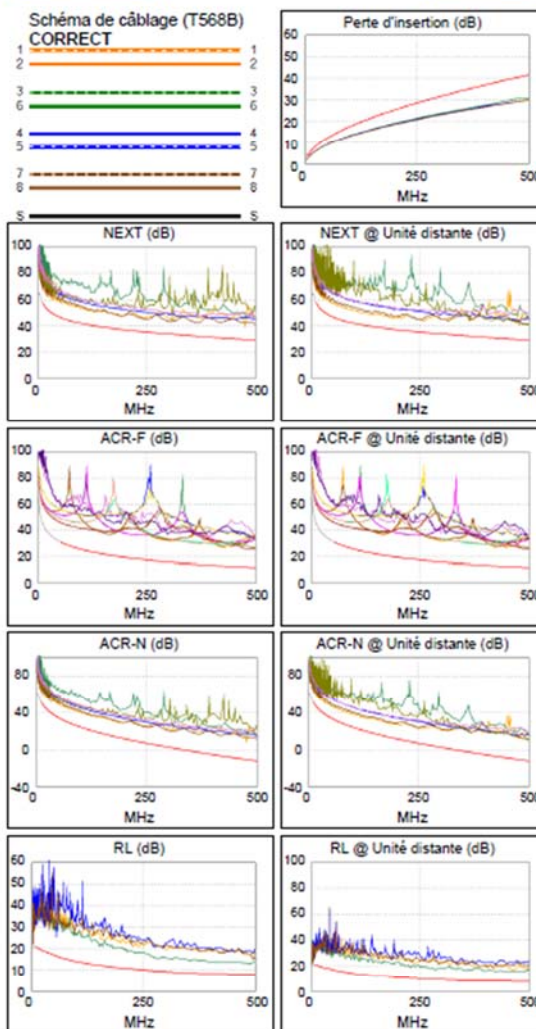 Schéma de câblage (T568B)
CORRECT
1 1
2 2
3 3
6 6
4 4
5 5
7 7
8 8
S S
Perte d'insertion (dB)
60
50
40
30
20
10
0
0 250 500
MHz
NEXT (dB)
100
80
60
40
20
0
0 250 500
MHz
NEXT @ Unité distante (dB)
100
80
60
40
20
0
0 250 500
MHz
ACR-F (dB)
100
80
60
40
20
0
0 250 500
MHz
ACR-F @ Unité distante (dB)
100
80
60
40
20
0
0 250 500
MHz
ACR-N (dB)
80
40
0
-40
0 250 500
MHz
ACR-N @ Unité distante (dB)
80
40
0
-40
0 250 500
MHz
RL (dB)
60
50
40
30
20
10
0
0 250 500
MHz
RL @ Unité distante (dB)
100
80
60
40
20
0
0 250 500
MHz